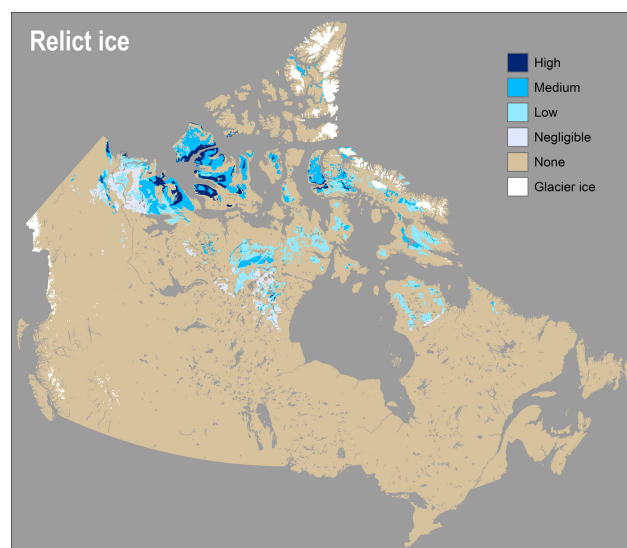 Relict ice
High
Medium
Low
Negligible
None
Glacier ice